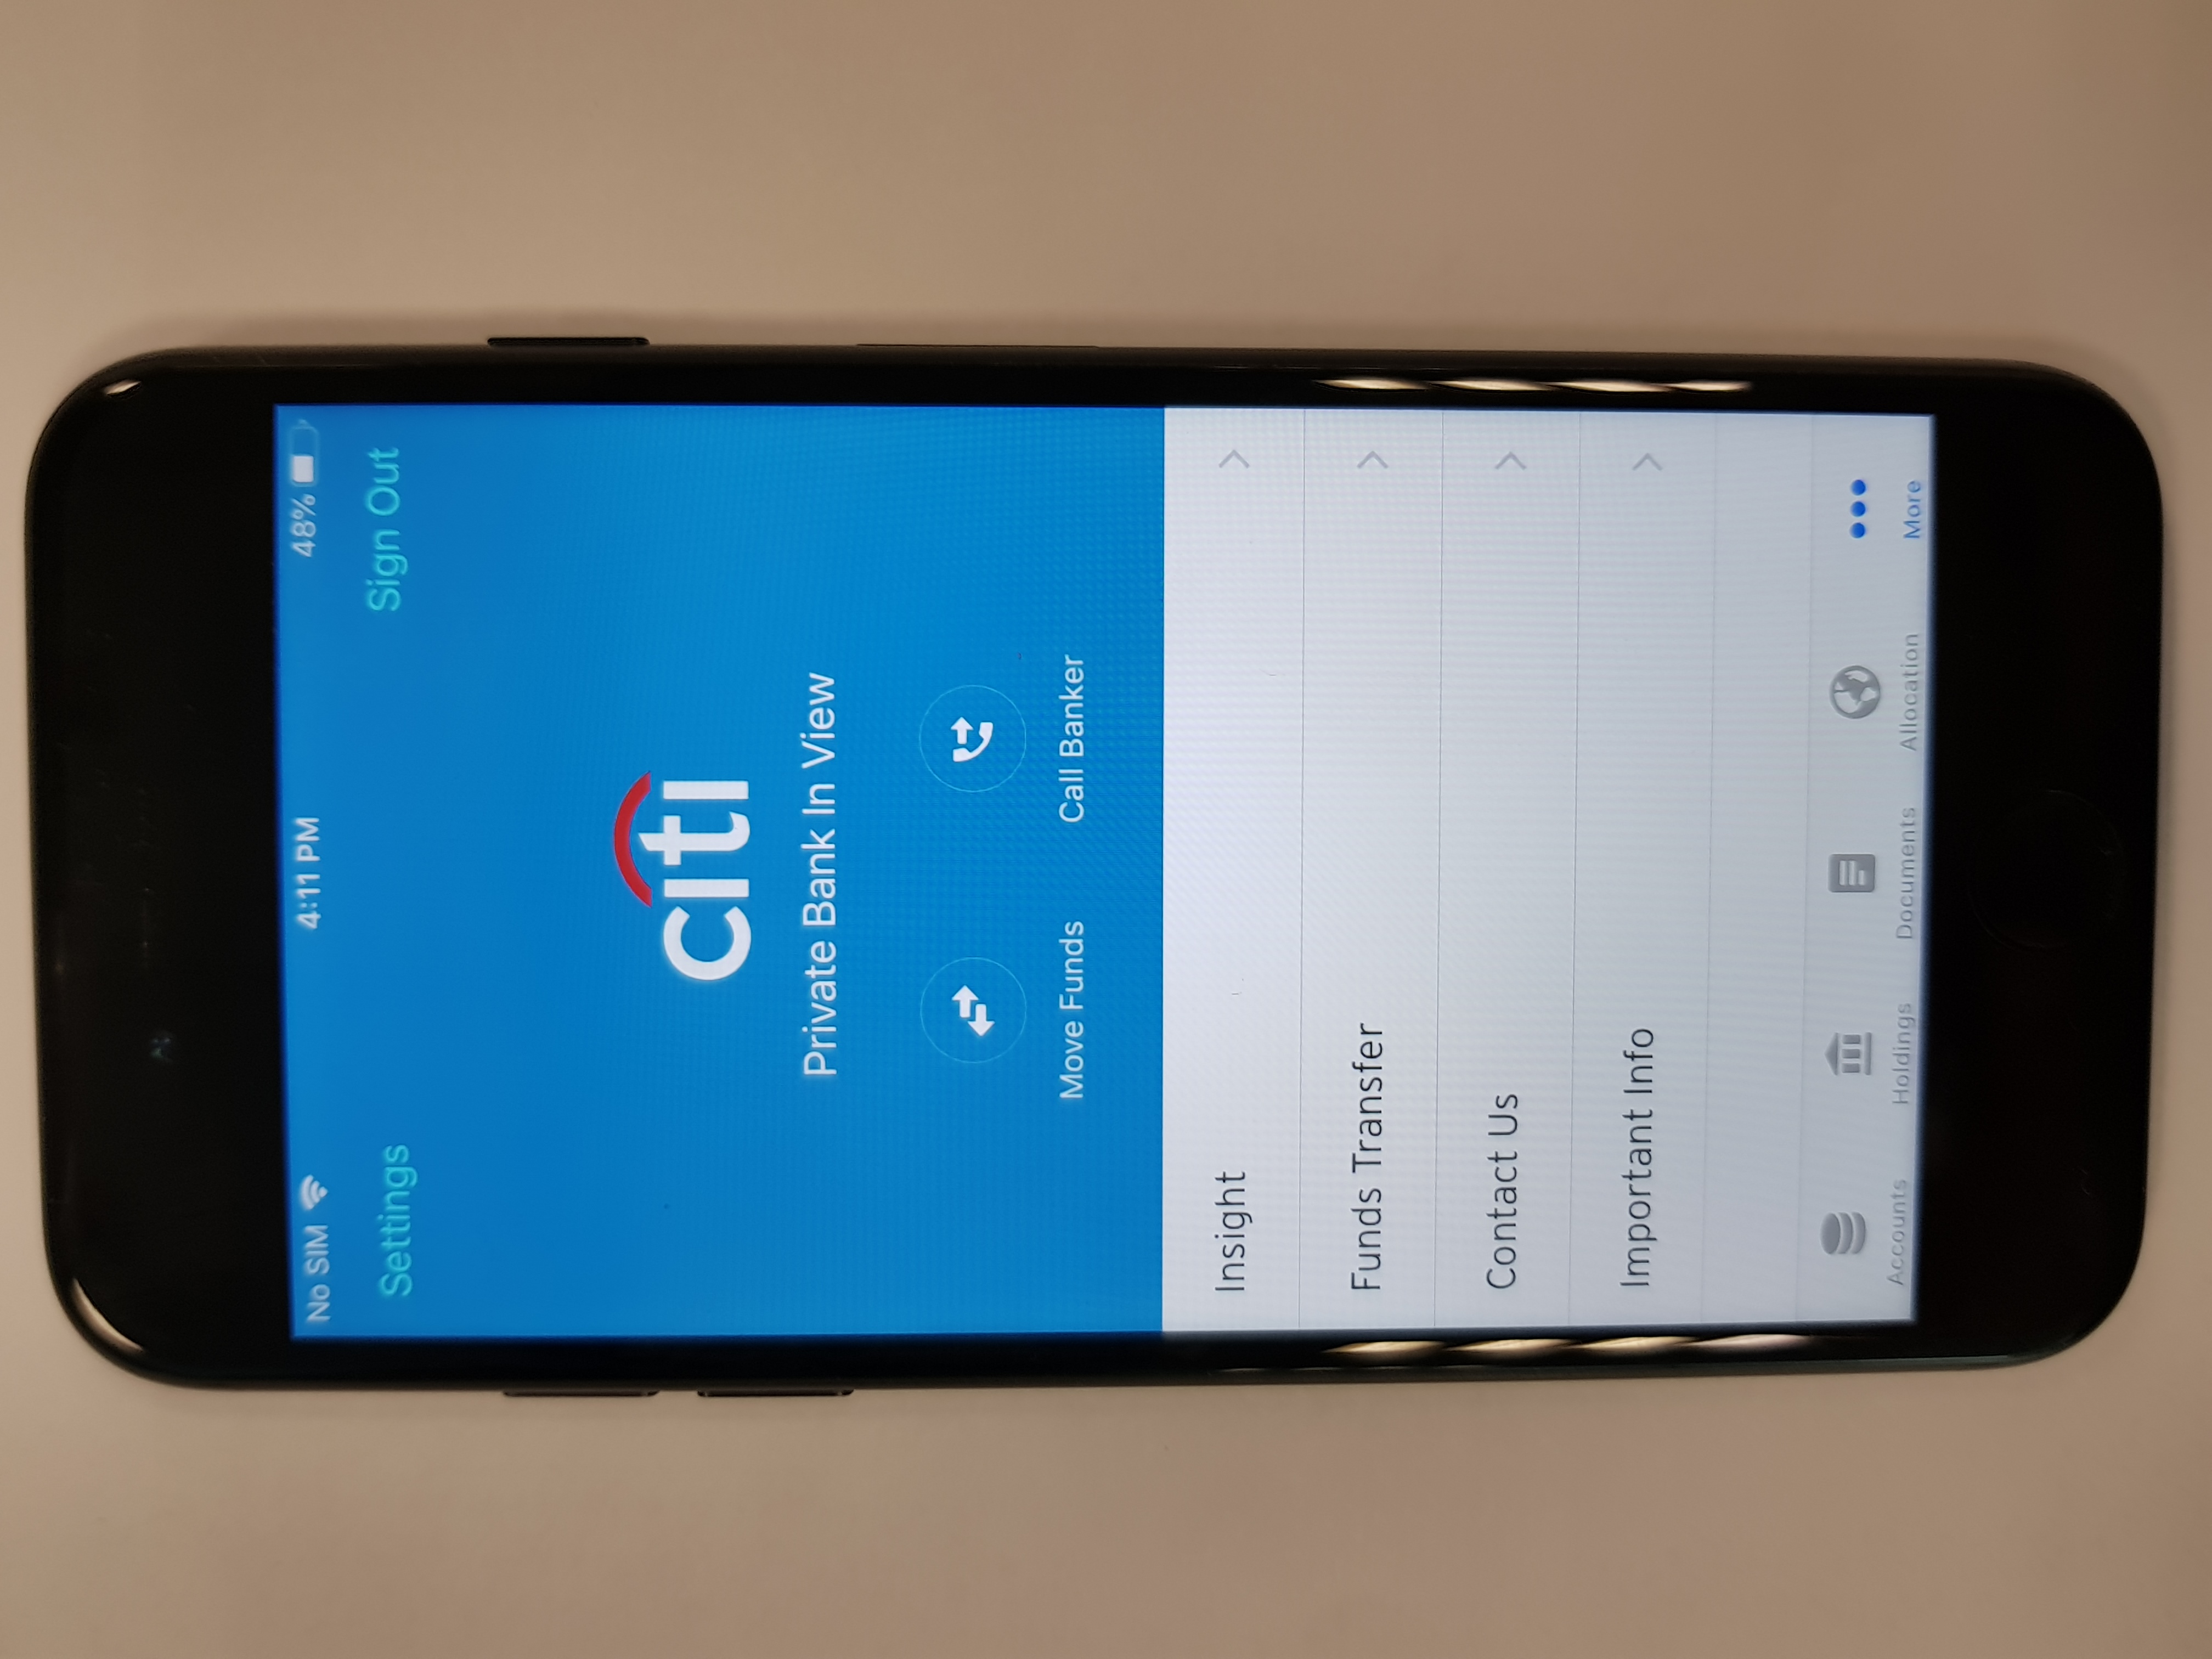 No SIM 4:11 PM 48%
Settings Sign Out
citi
Private Bank In View
Move Funds Call Banker
Insight
Funds Transfer
Contact Us
Important Info
Accounts Holdings Documents Allocation More